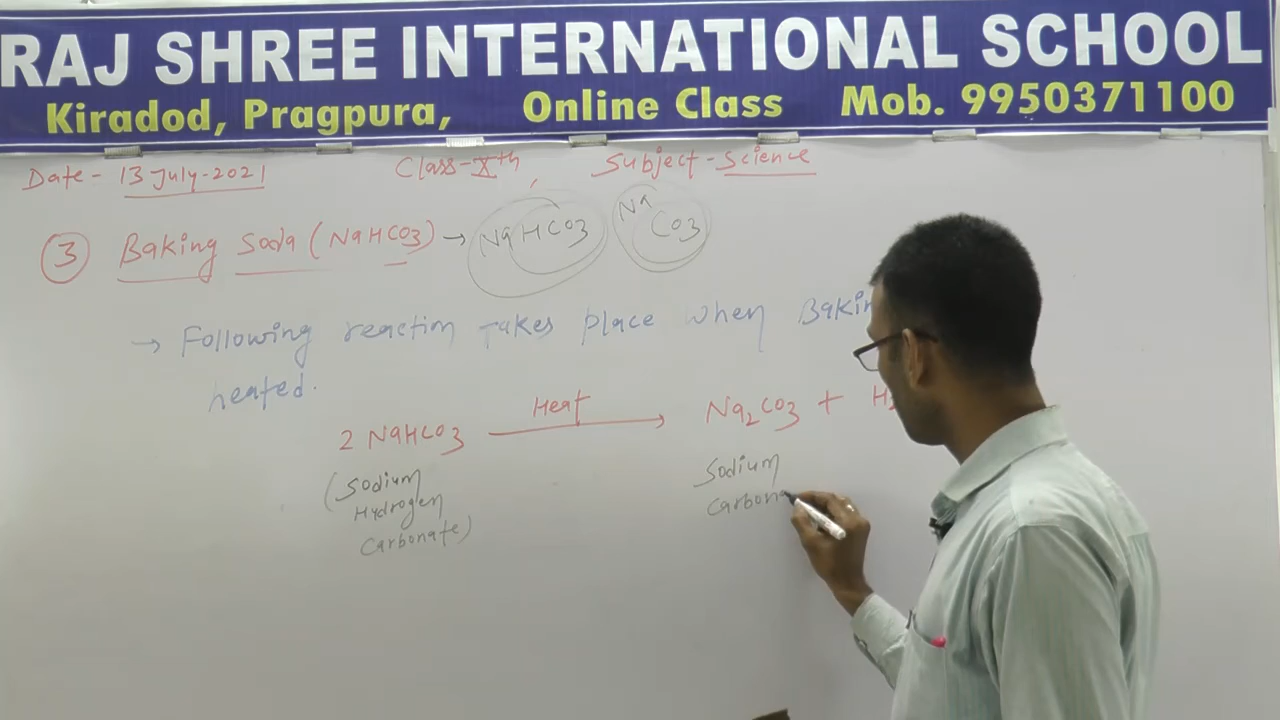 RAJ SHREE INTERNATIONAL SCHOOL
Kiradod, Pragpura, Online Class Mob. 9950371100
Date - 13 July-2021 Class-Xth, Subject-Science
3 Baking Soda (NaHCO3) → NaHCO3 Na CO3
→ Following reaction takes place when Bakin
heated.
2 NaHCO3 Heat Na2CO3 + H
(Sodium Hydrogen Carbonate)
Sodium
Carbona